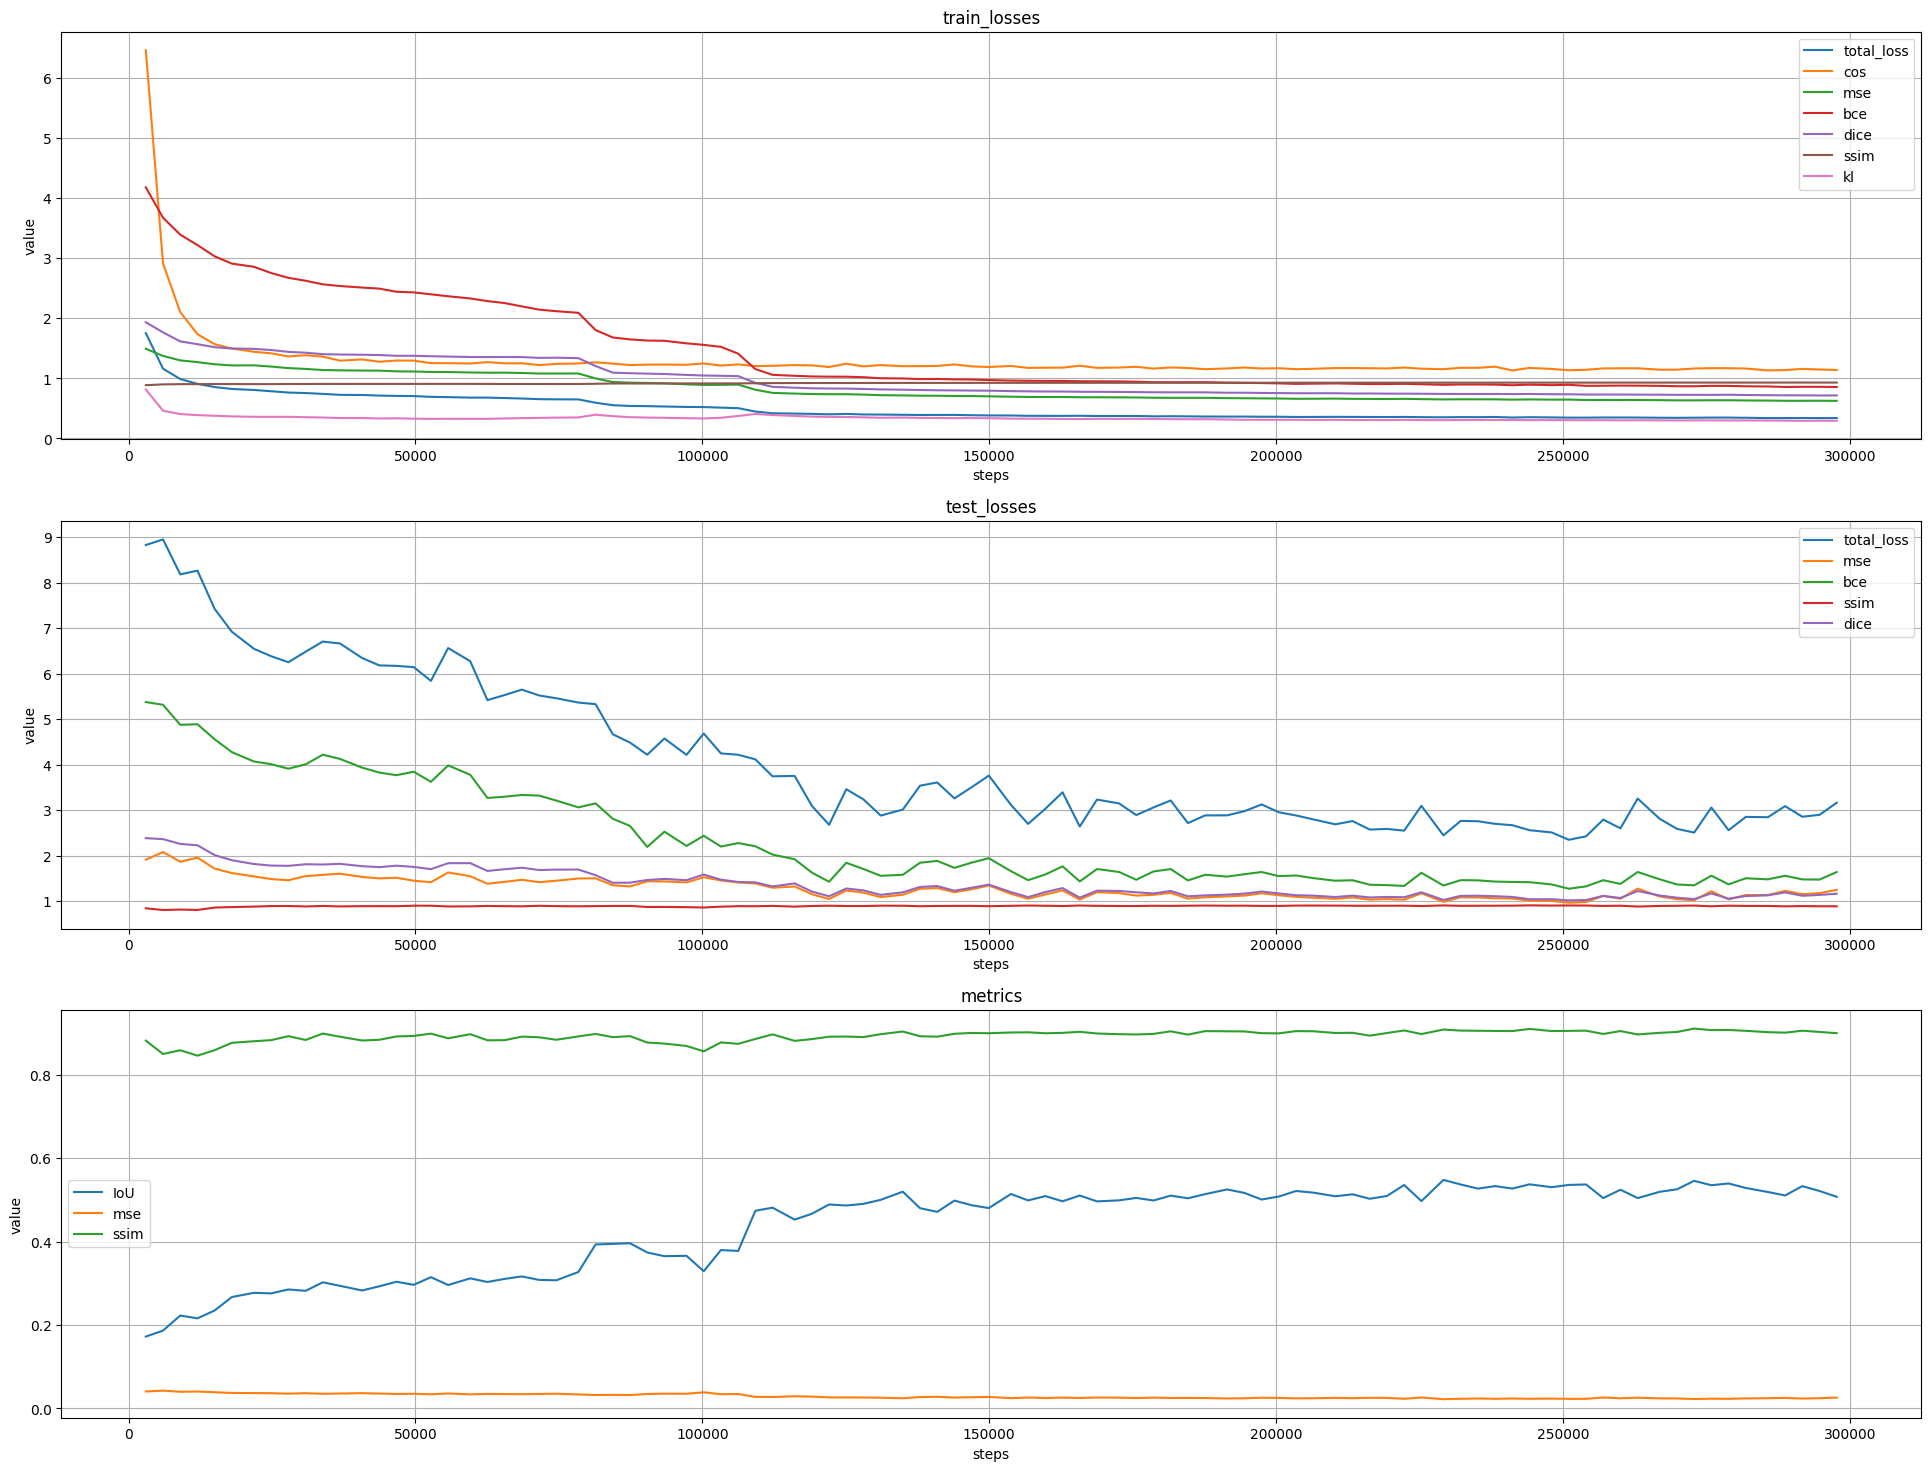 train_losses
value
6
5
4
3
2
1
0
total_loss
cos
mse
bce
dice
ssim
kl
0 50000 100000 150000 200000 250000 300000
steps
test_losses
value
9
8
7
6
5
4
3
2
1
total_loss
mse
bce
ssim
dice
0 50000 100000 150000 200000 250000 300000
steps
metrics
value
0.8
0.6
0.4
0.2
0.0
IoU
mse
ssim
0 50000 100000 150000 200000 250000 300000
steps